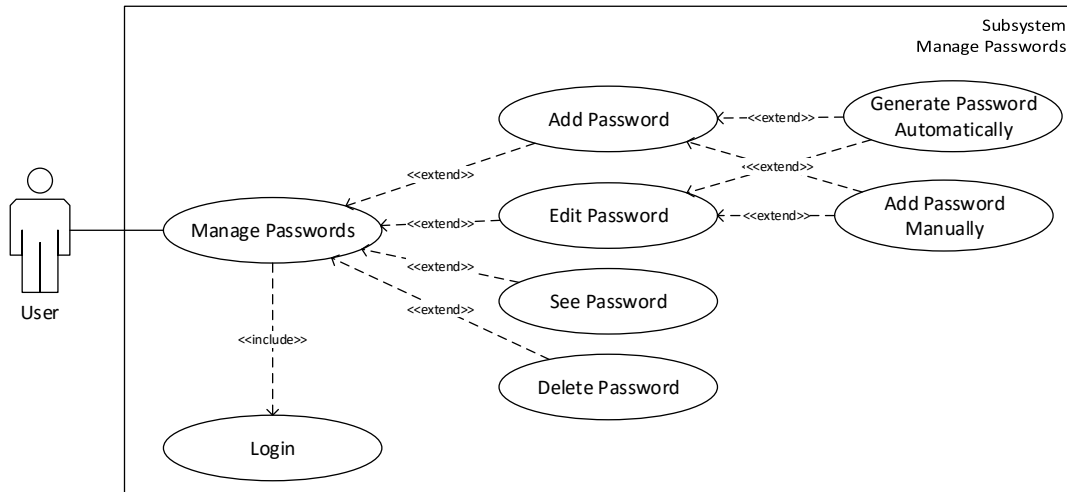 Subsystem
Manage Passwords
Add Password
<<extend>>
Generate Password
Automatically
<<extend>>
<<extend>>
Manage Passwords
<<extend>>
Edit Password
<<extend>>
Add Password
Manually
<<extend>>
See Password
<<extend>>
User
<<include>>
Delete Password
Login